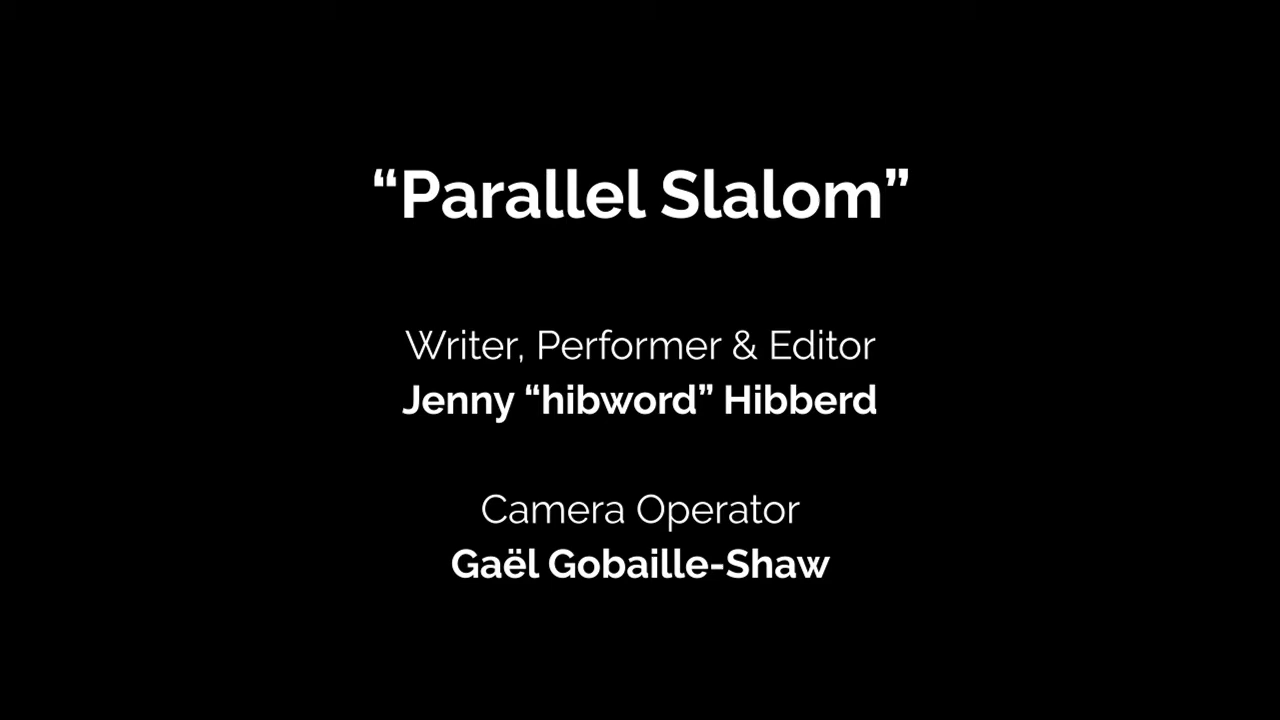 “Parallel Slalom”
Writer, Performer & Editor
Jenny “hibword” Hibberd
Camera Operator
Gaël Gobaille-Shaw